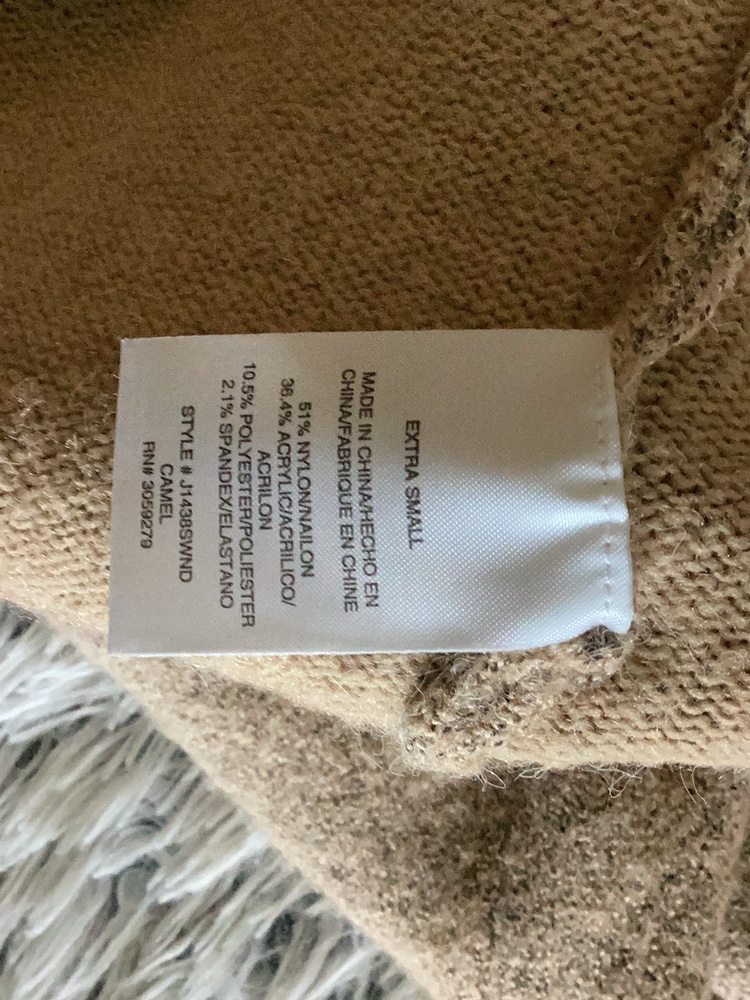 EXTRA SMALL
MADE IN CHINA/HECHO EN
CHINA/FABRIQUE EN CHINE
51% NYLON/NAILON
36.4% ACRYLIC/ACRILICO/
ACRILON
10.5% POLYESTER/POLIESTER
2.1% SPANDEX/ELASTANO
STYLE # J1438SWND
CAMEL
RN# 3059279